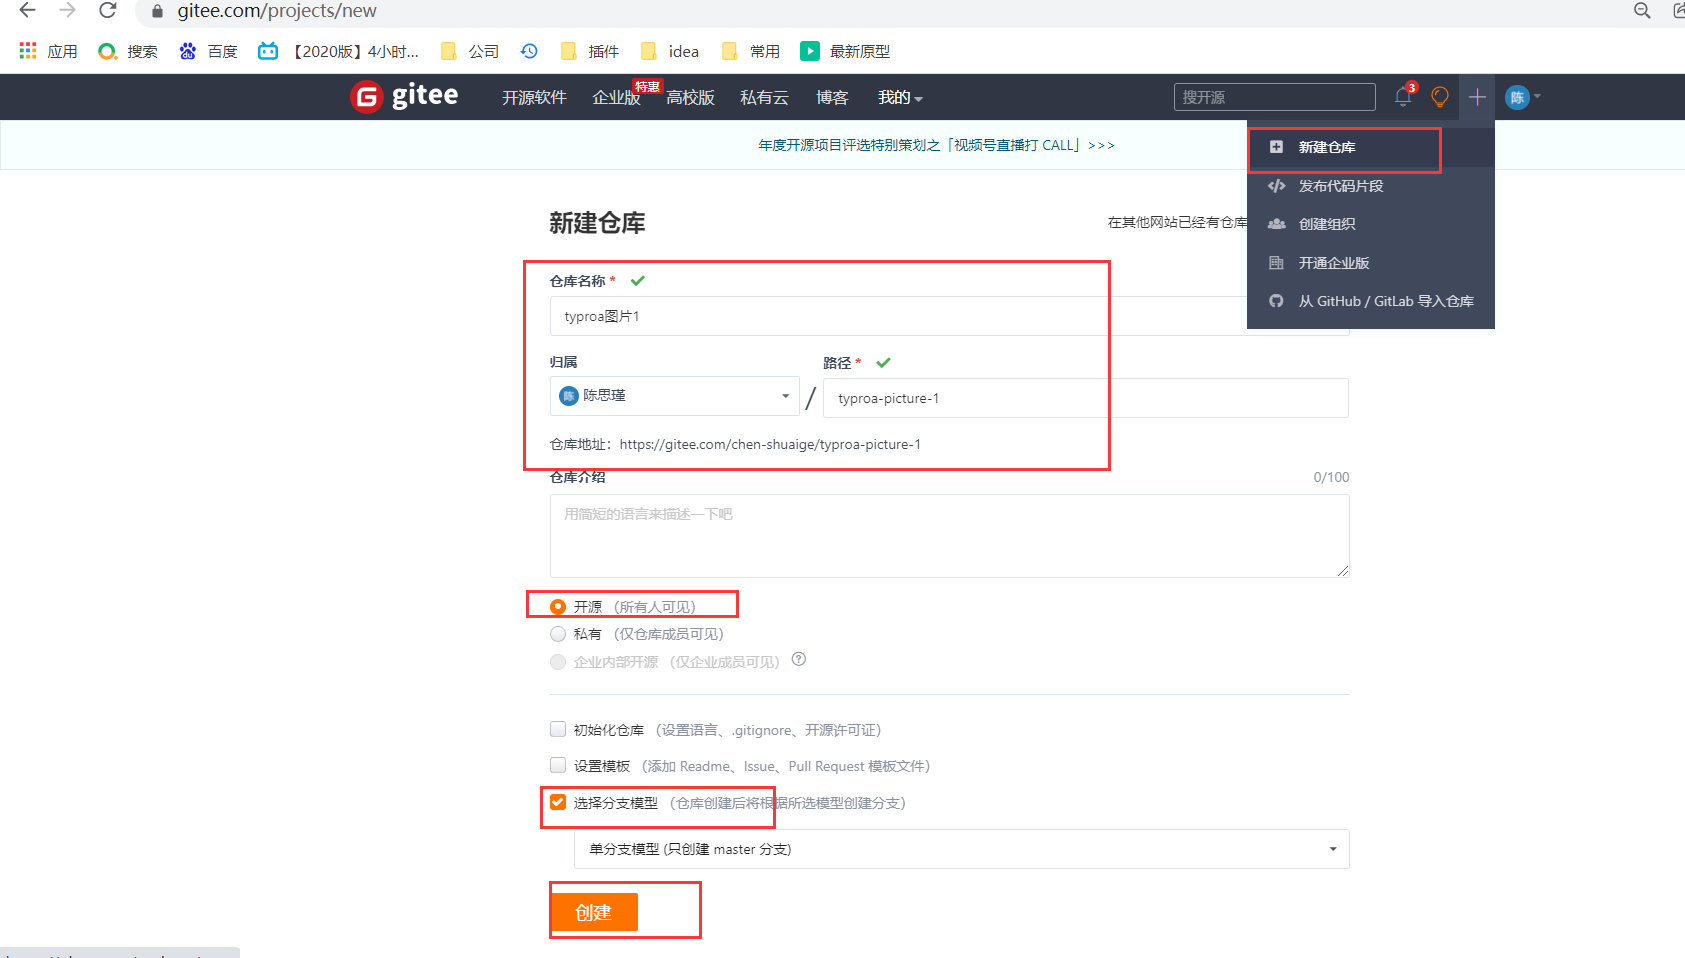 gitee.com/projects/new
应用 搜索 百度 【2020版】4小时... 公司 插件 idea 常用 最新原型
gitee 开源软件 企业版 特惠 高校版 私有云 博客 我的 搜开源 3 陈
年度开源项目评选特别策划之「视频号直播打 CALL」>>>
新建仓库
发布代码片段
创建组织
开通企业版
从 GitHub / GitLab 导入仓库
新建仓库 在其他网站已经有仓库
仓库名称 *
typroa图片1
归属 路径 *
陈 陈思瑾 / typroa-picture-1
仓库地址：https://gitee.com/chen-shuaige/typroa-picture-1
仓库介绍 0/100
用简短的语言来描述一下吧
开源 （所有人可见）
私有 （仅仓库成员可见）
企业内部开源 （仅企业成员可见） ?
初始化仓库 （设置语言、.gitignore、开源许可证）
设置模板 （添加 Readme、Issue、Pull Request 模板文件）
选择分支模型 （仓库创建后将根据所选模型创建分支）
单分支模型 (只创建 master 分支)
创建